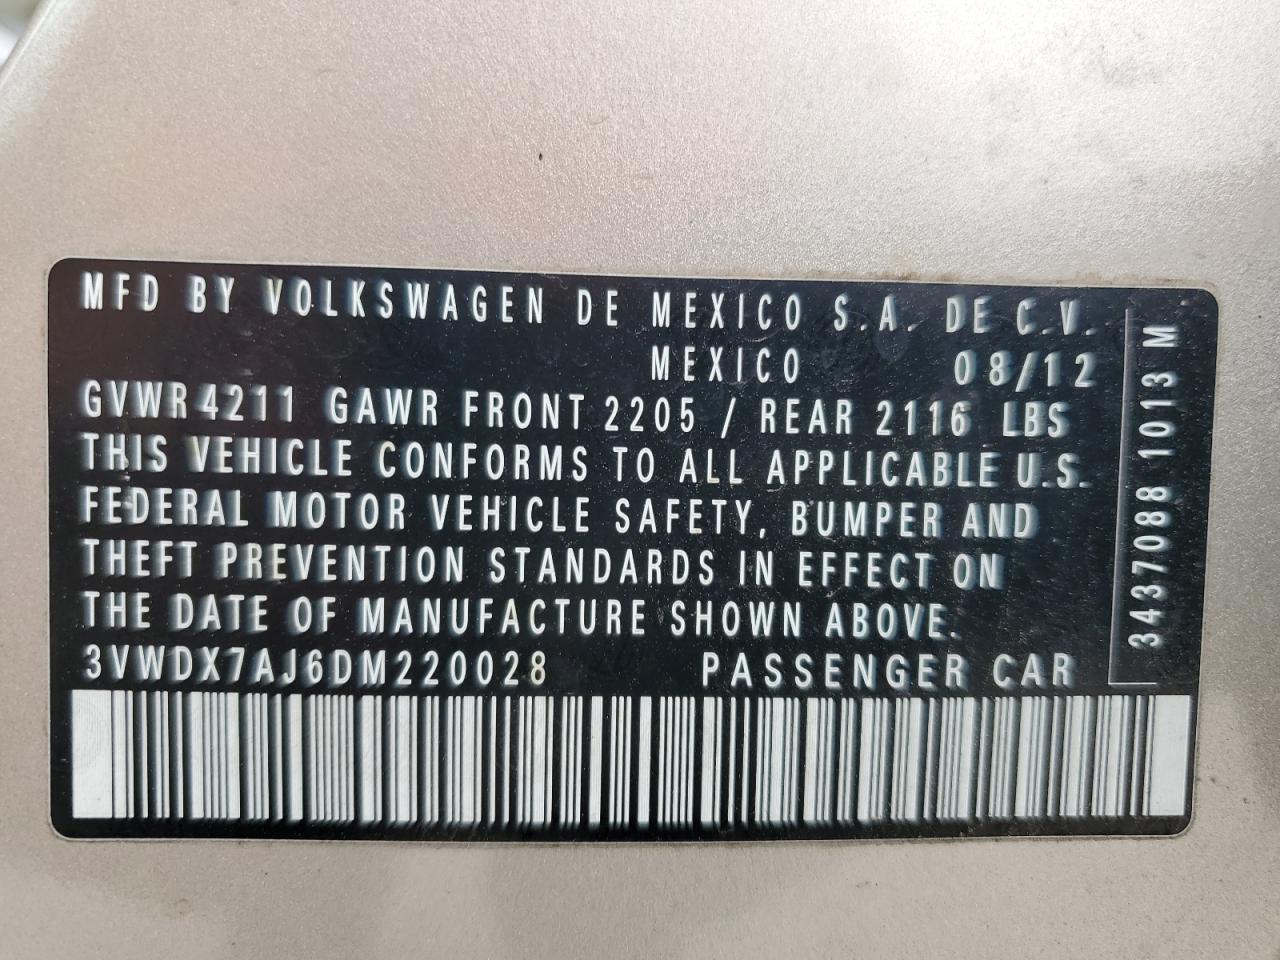 MFD BY VOLKSWAGEN DE MEXICO S.A. DE C.V.
MEXICO 08/12
GVWR 4211 GAWR FRONT 2205 / REAR 2116 LBS
THIS VEHICLE CONFORMS TO ALL APPLICABLE U.S.
FEDERAL MOTOR VEHICLE SAFETY, BUMPER AND
THEFT PREVENTION STANDARDS IN EFFECT ON
THE DATE OF MANUFACTURE SHOWN ABOVE.
3VWDX7AJ6DM220028 PASSENGER CAR
3437088 1013 M